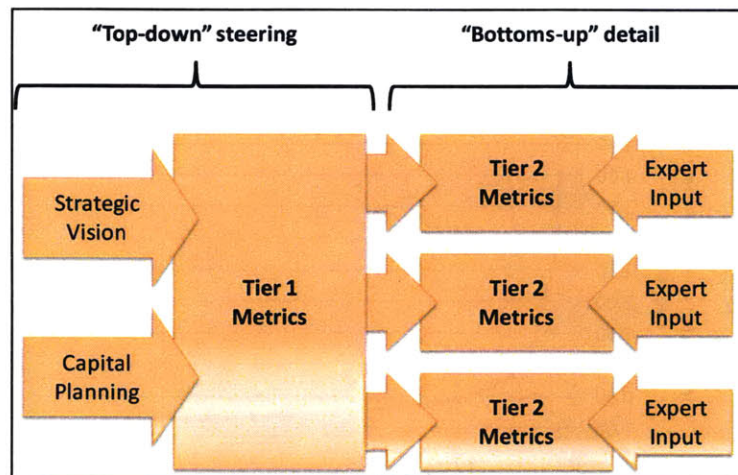 “Top-down” steering
“Bottoms-up” detail
Strategic
Vision
Capital
Planning
Tier 1
Metrics
Tier 2
Metrics
Expert
Input
Tier 2
Metrics
Expert
Input
Tier 2
Metrics
Expert
Input